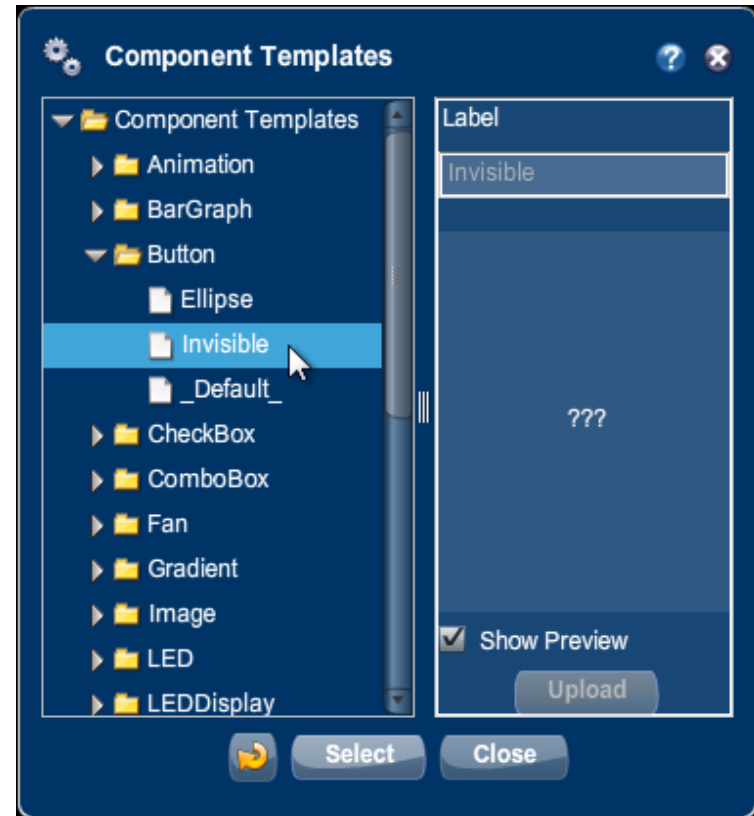 Component Templates
?
Component Templates
Animation
BarGraph
Button
Ellipse
Invisible
_Default_
CheckBox
ComboBox
Fan
Gradient
Image
LED
LEDDisplay
Label
Invisible
???
Show Preview
Upload
Select
Close